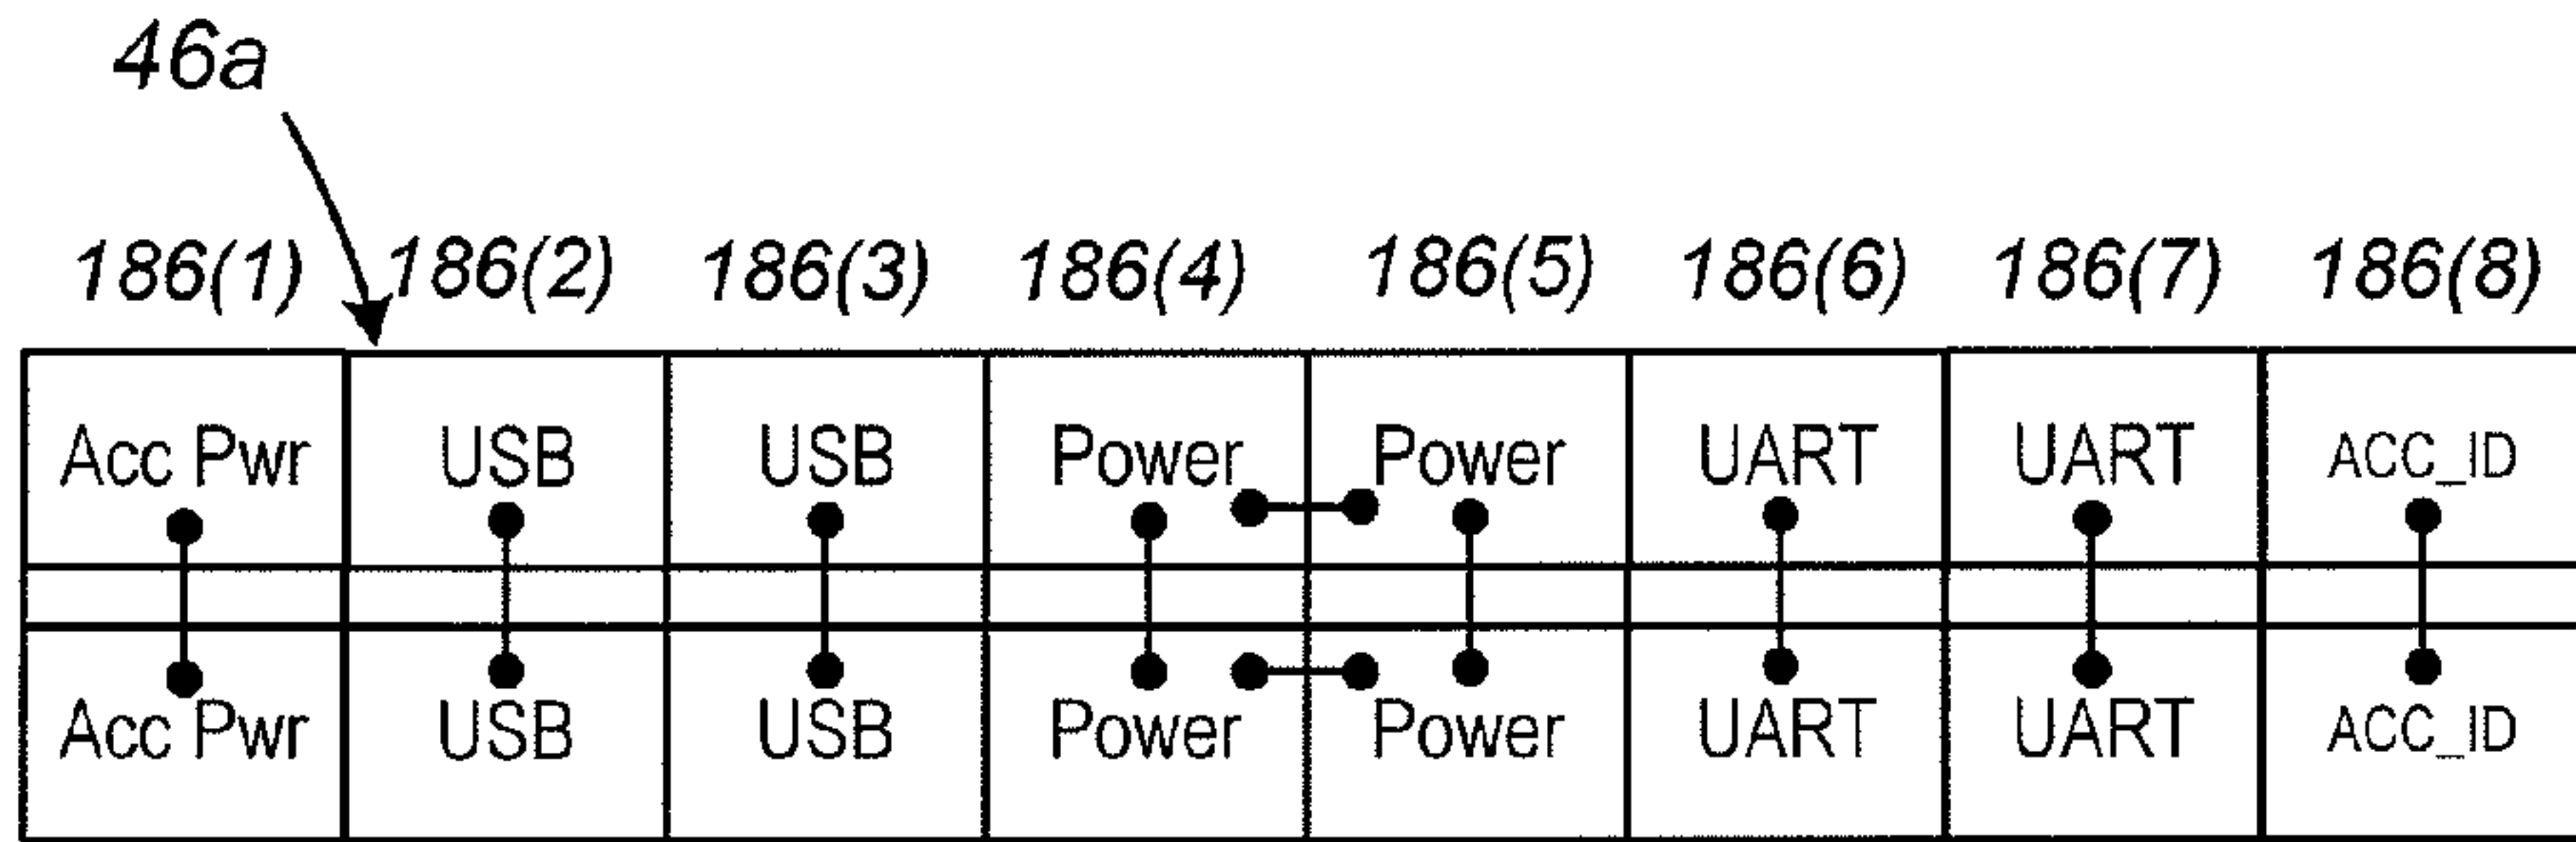 46a
186(1) 186(2) 186(3) 186(4) 186(5) 186(6) 186(7) 186(8)
Acc Pwr USB USB Power Power UART UART ACC_ID
Acc Pwr USB USB Power Power UART UART ACC_ID